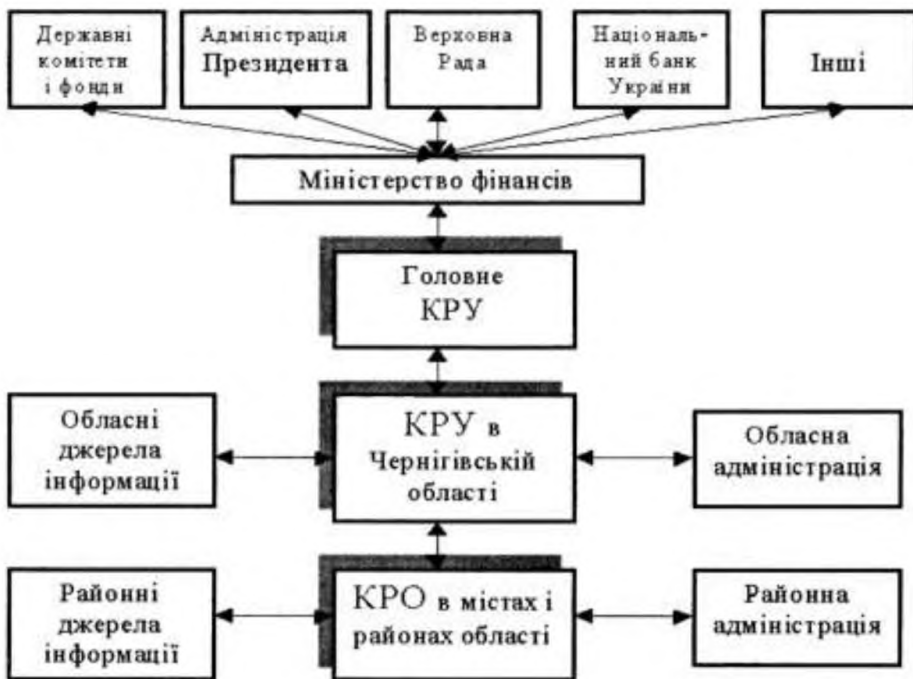 Державні
комітети
і фонди
Адміністрація
Президента
Верховна
Рада
Національ-
ний банк
України
Інші
Міністерство фінансів
Головне
КРУ
Обласні
джерела
інформації
КРУ в
Чернігівській
області
Обласна
адміністрація
Районні
джерела
інформації
КРО в містах і
районах області
Районна
адміністрація